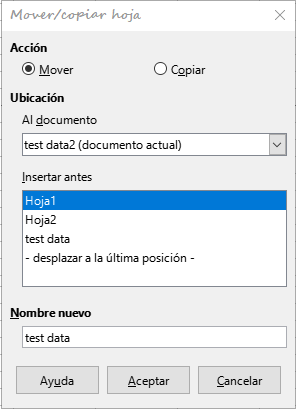 Mover/copiar hoja
Acción
Mover
Copiar
Ubicación
Al documento
test data2 (documento actual)
Insertar antes
Hoja1
Hoja2
test data
- desplazar a la última posición -
Nombre nuevo
test data
Ayuda
Aceptar
Cancelar